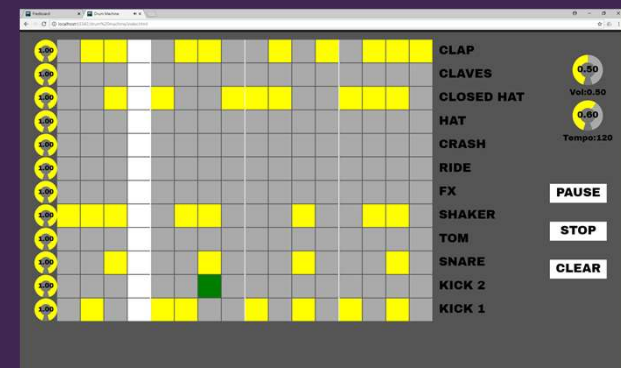 Drum Machine
1.00 CLAP
1.00 CLAVES
1.00 CLOSED HAT
1.00 HAT
1.00 CRASH
1.00 RIDE
1.00 FX
1.00 SHAKER
1.00 TOM
1.00 SNARE
1.00 KICK 2
1.00 KICK 1
0.50
Vol:0.50
0.60
Tempo:120
PAUSE
STOP
CLEAR